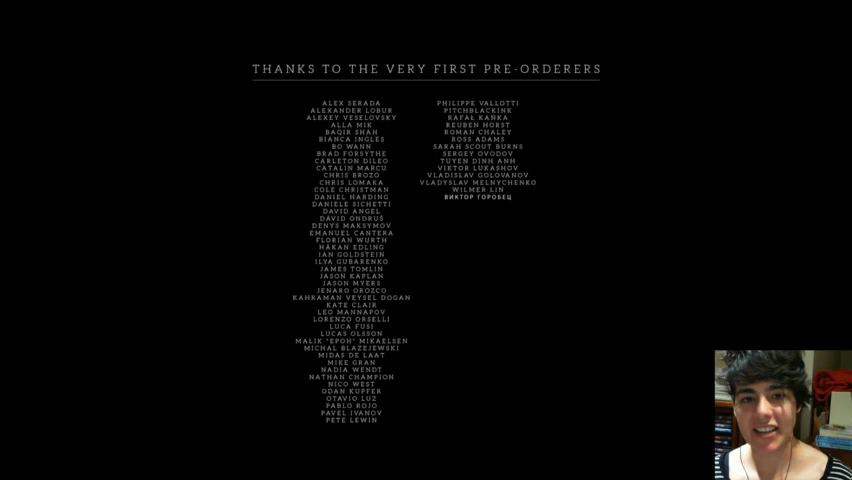 THANKS TO THE VERY FIRST PRE-ORDERERS
ALEX SERADA
ALEXANDER LOBUR
ALEXEY VESELOVSKY
ALLA MIK
BAQIR SHAH
BIANCA INGLES
BO WANN
BRAD FORSYTHE
CARLETON DILEO
CATALIN MARCU
CHRIS BROZO
CHRIS LOMAKA
COLE CHRISTMAN
DANIEL HARDING
DANIELE SICHETTI
DAVID ANGEL
DÁVID ONDRUŠ
DENYS MAKSYMOV
EMANUEL CANTERA
FLORIAN WURTH
HÅKAN EDLING
IAN GOLDSTEIN
ILYA GUBARENKO
JAMES TOMLIN
JASON KAPLAN
JASON MYERS
JENARO OROZCO
KAHRAMAN VEYSEL DOGAN
KATE CLAIR
LEO MANNAPOV
LORENZO ORSELLI
LUCA FUSI
LUCAS OLSSON
MALIK "EPOH" MIKAELSEN
MICHAL BLAZEJEWSKI
MIDAS DE LAAT
MIKE GRAN
NADIA WENDT
NATHAN CHAMPION
NICO WEST
ODAN KUPFER
OTAVIO LUZ
PABLO ROJO
PAVEL IVANOV
PETE LEWIN
PHILIPPE VALLOTTI
PITCHBLACKINK
RAFAŁ KAŃKA
REUBEN HORST
ROMAN CHALEY
ROSS ADAMS
SARAH SCOUT BURNS
SERGEY OVODOV
TUYEN DINH ANH
VIKTOR LUKASHOV
VLADISLAV GOLOVANOV
VLADYSLAV MELNYCHENKO
WILMER LIN
ВИКТОР ГОРОБЕЦ